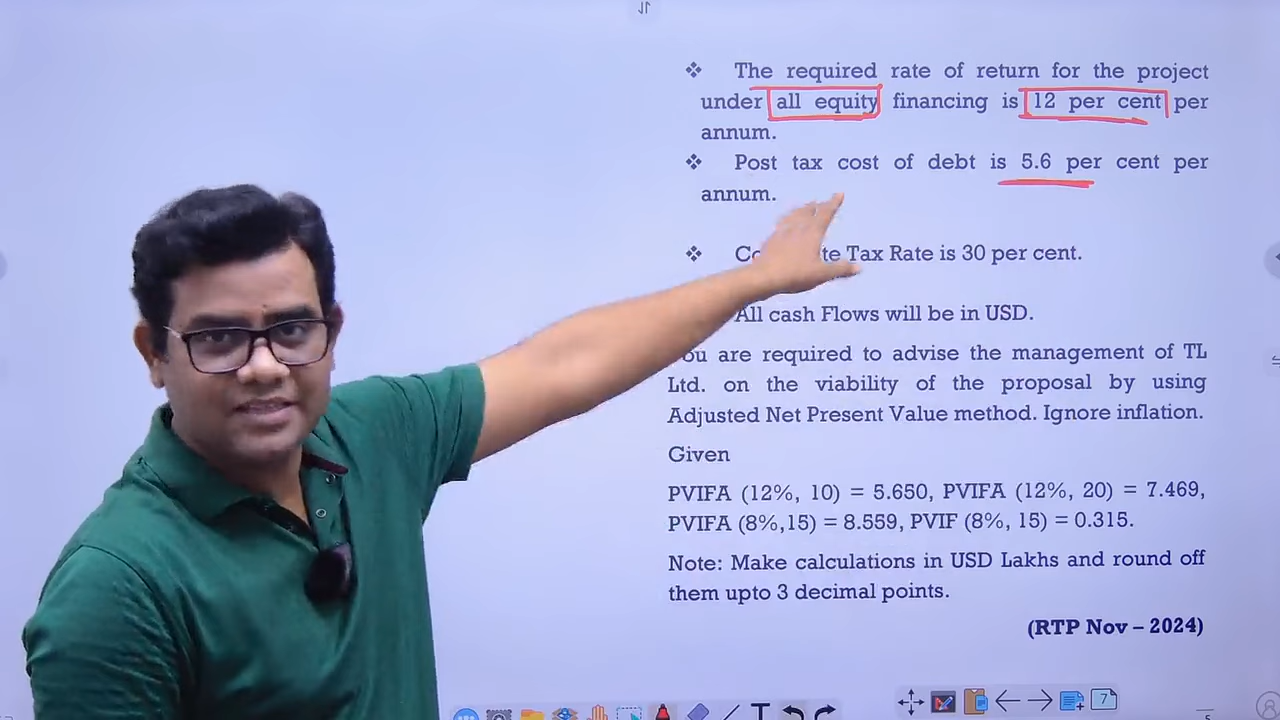 ❖ The required rate of return for the project
under all equity financing is 12 per cent per
annum.
❖ Post tax cost of debt is 5.6 per cent per
annum.
❖ Tax Rate is 30 per cent.
All cash Flows will be in USD.
are required to advise the management of TL
Ltd. on the viability of the proposal by using
Adjusted Net Present Value method. Ignore inflation.
Given
PVIFA (12%, 10) = 5.650, PVIFA (12%, 20) = 7.469,
PVIFA (8%,15) = 8.559, PVIF (8%, 15) = 0.315.
Note: Make calculations in USD Lakhs and round off
them upto 3 decimal points.
(RTP Nov – 2024)
T 7